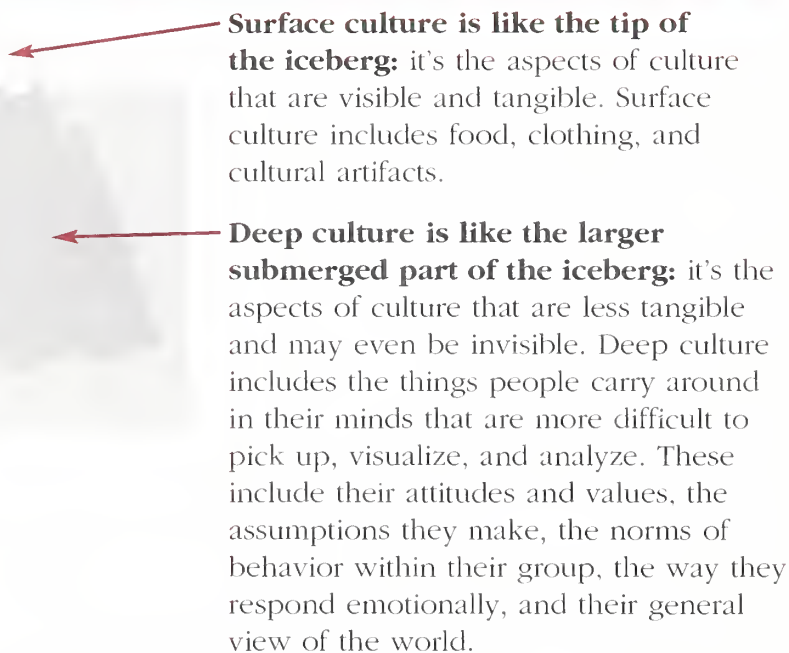 Surface culture is like the tip of
the iceberg: it's the aspects of culture
that are visible and tangible. Surface
culture includes food, clothing, and
cultural artifacts.
Deep culture is like the larger
submerged part of the iceberg: it's the
aspects of culture that are less tangible
and may even be invisible. Deep culture
includes the things people carry around
in their minds that are more difficult to
pick up, visualize, and analyze. These
include their attitudes and values, the
assumptions they make, the norms of
behavior within their group, the way they
respond emotionally, and their general
view of the world.